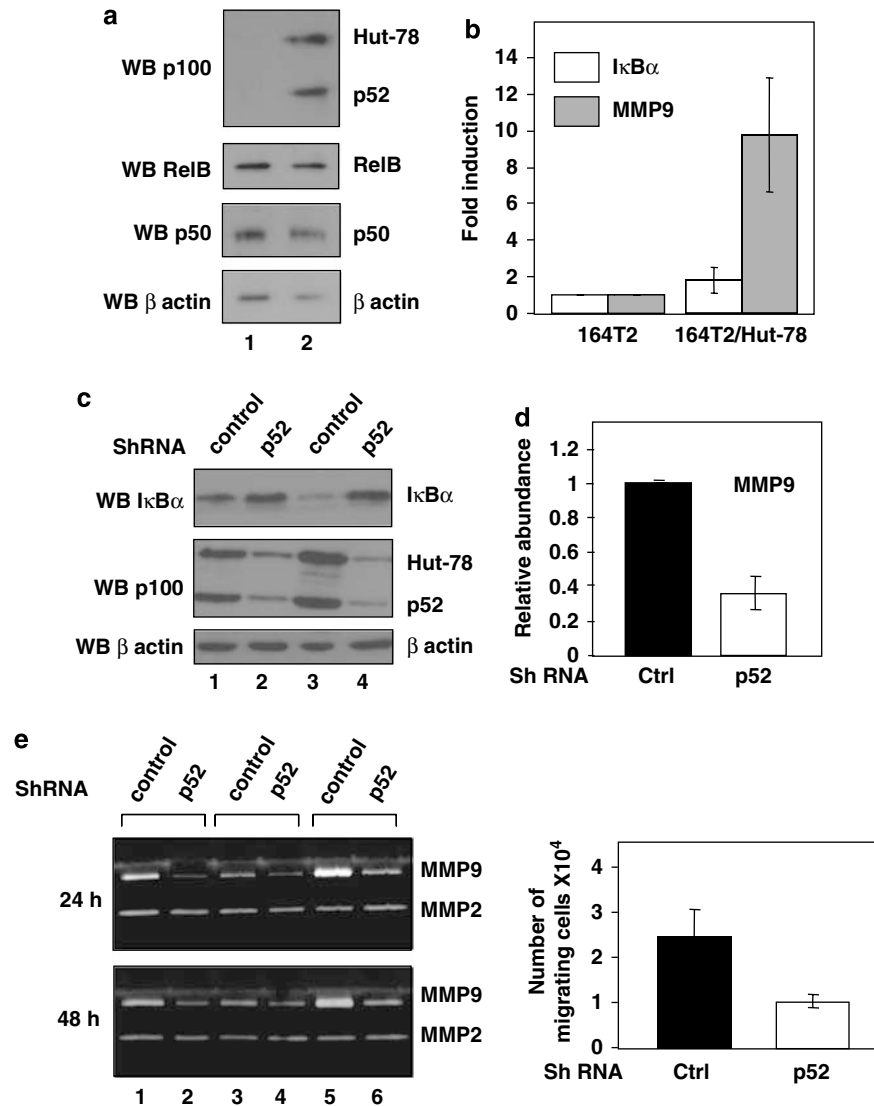 a
WB p100
Hut-78
p52
WB RelB
RelB
WB p50
p50
WB β actin
β actin
1 2
b
Fold induction
14
12
10
8
6
4
2
0
IκBα
MMP9
164T2 164T2/Hut-78
c
ShRNA
control p52 control p52
WB IκBα
IκBα
WB p100
Hut-78
p52
WB β actin
β actin
1 2 3 4
d
Relative abundance
1.2
1
0.8
0.6
0.4
0.2
0
MMP9
Sh RNA Ctrl p52
e
ShRNA
control p52 control p52 control p52
24 h
MMP9
MMP2
48 h
MMP9
MMP2
1 2 3 4 5 6
Number of
migrating cells X10⁴
4
3
2
1
0
Sh RNA Ctrl p52